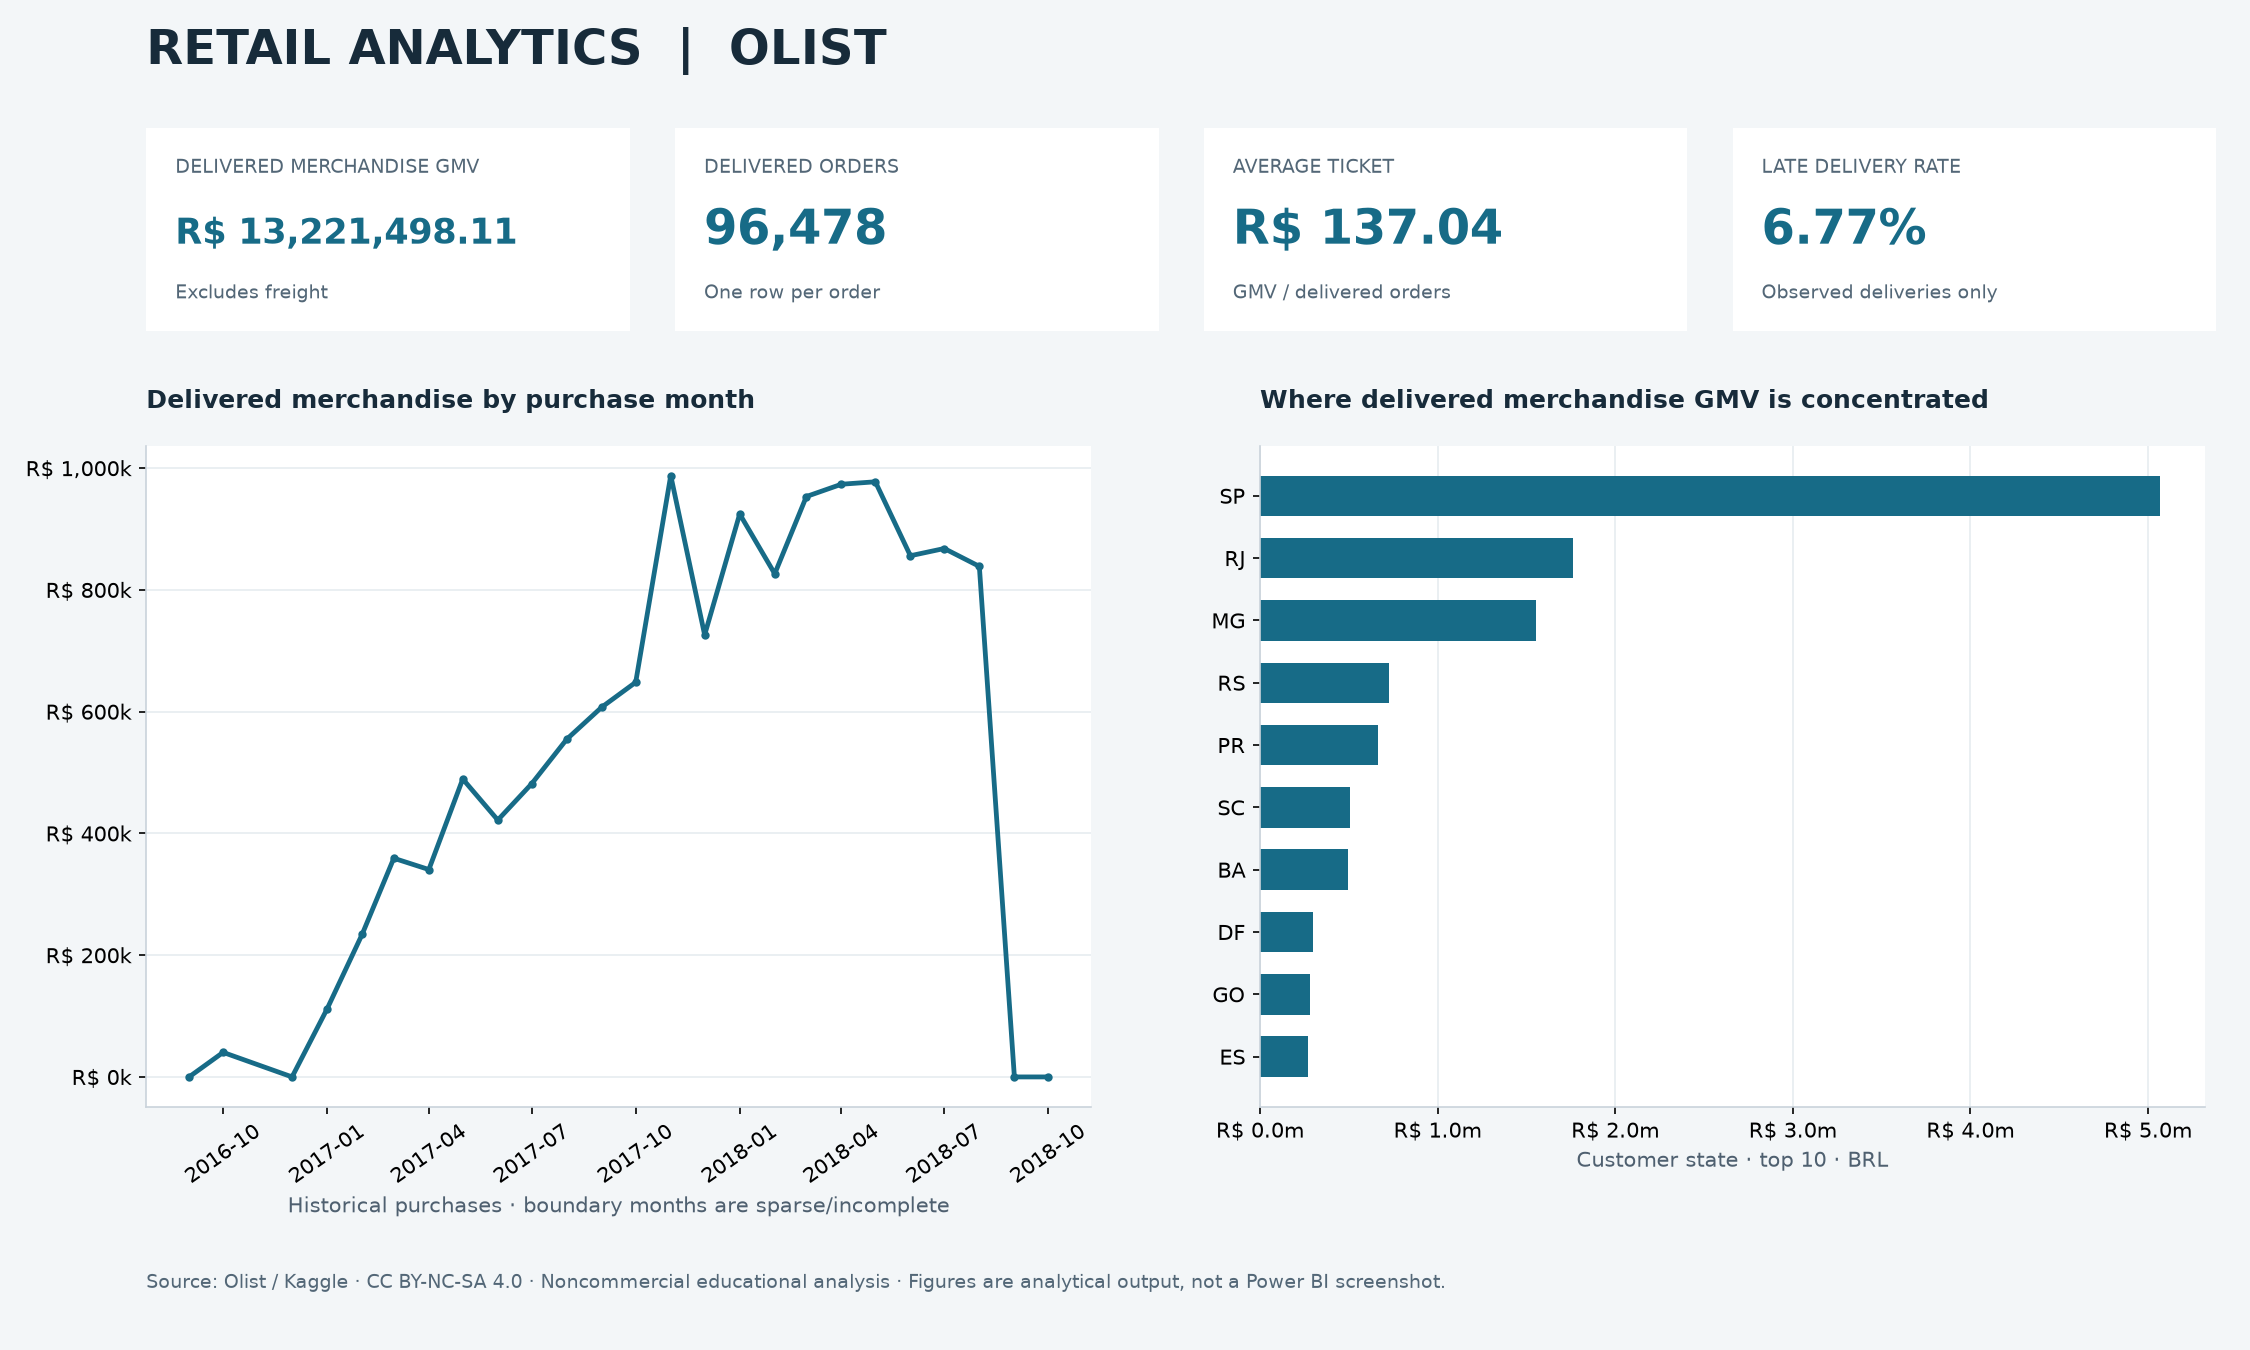 RETAIL ANALYTICS | OLIST
DELIVERED MERCHANDISE GMV
R$ 13,221,498.11
Excludes freight
DELIVERED ORDERS
96,478
One row per order
AVERAGE TICKET
R$ 137.04
GMV / delivered orders
LATE DELIVERY RATE
6.77%
Observed deliveries only
Delivered merchandise by purchase month
R$ 1,000k
R$ 800k
R$ 600k
R$ 400k
R$ 200k
R$ 0k
2016-10
2017-01
2017-04
2017-07
2017-10
2018-01
2018-04
2018-07
2018-10
Historical purchases · boundary months are sparse/incomplete
Where delivered merchandise GMV is concentrated
SP
RJ
MG
RS
PR
SC
BA
DF
GO
ES
R$ 0.0m
R$ 1.0m
R$ 2.0m
R$ 3.0m
R$ 4.0m
R$ 5.0m
Customer state · top 10 · BRL
Source: Olist / Kaggle · CC BY-NC-SA 4.0 · Noncommercial educational analysis · Figures are analytical output, not a Power BI screenshot.